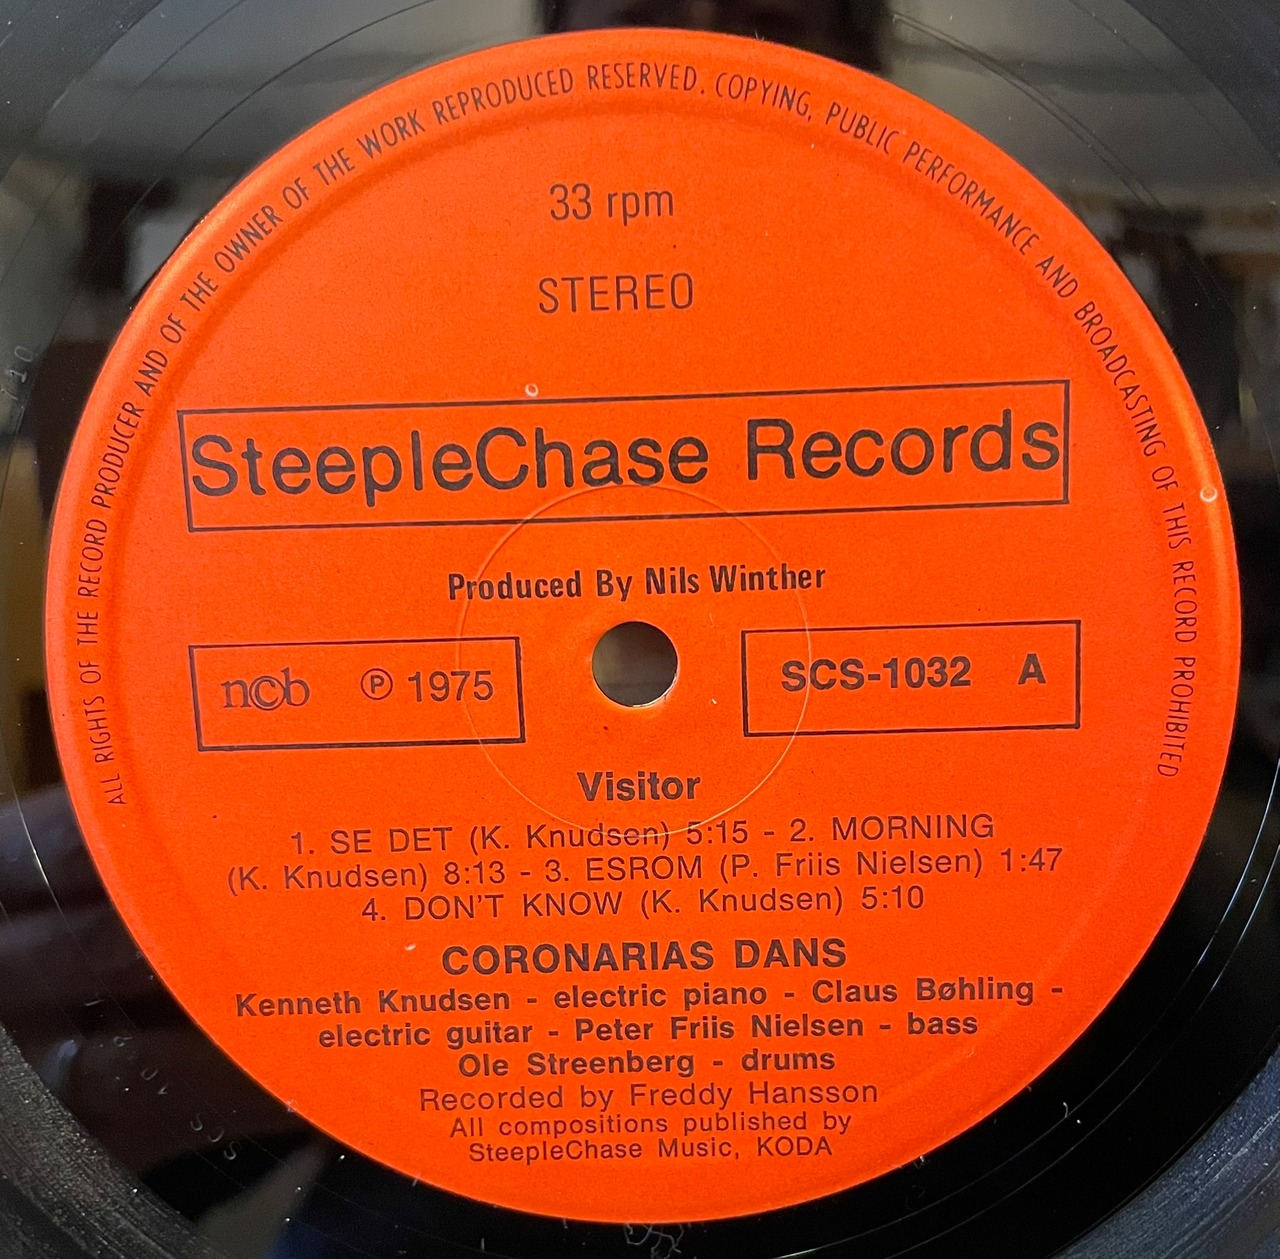 ALL RIGHTS OF THE RECORD PRODUCER AND OF THE OWNER OF THE WORK REPRODUCED RESERVED. COPYING, PUBLIC PERFORMANCE AND BROADCASTING OF THIS RECORD PROHIBITED
33 rpm
STEREO
SteepleChase Records
Produced By Nils Winther
ncb ℗ 1975
SCS-1032 A
Visitor
1. SE DET (K. Knudsen) 5:15 - 2. MORNING
(K. Knudsen) 8:13 - 3. ESROM (P. Friis Nielsen) 1:47
4. DON'T KNOW (K. Knudsen) 5:10
CORONARIAS DANS
Kenneth Knudsen - electric piano - Claus Bøhling -
electric guitar - Peter Friis Nielsen - bass
Ole Streenberg - drums
Recorded by Freddy Hansson
All compositions published by
SteepleChase Music, KODA